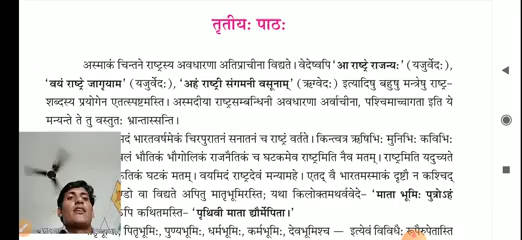 तृतीयः पाठः
अस्माकं चिन्तने राष्ट्रस्य अवधारणा अतिप्राचीना विद्यते। वेदेष्वपि 'आ राष्ट्रे राजन्यः' (यजुर्वेदः),
'वयं राष्ट्रे जागृयाम' (यजुर्वेदः), 'अहं राष्ट्री संगमनी वसूनाम्' (ऋग्वेदः) इत्यादिषु बहुषु मन्त्रेषु राष्ट्र-
शब्दस्य प्रयोगेन एतत्स्पष्टमस्ति। अस्मदीया राष्ट्रसम्बन्धिनी अवधारणा अर्वाचीना, पश्चिमाच्चागता इति ये
मन्यन्ते ते तु वस्तुतः भ्रान्ताःसन्ति।
भारतवर्षमेकं चिरपुरातनं सनातनं च राष्ट्रं वर्तते। किन्त्वत्र ऋषिभिः मुनिभिः कविभिः
भौतिकं भौगोलिकं राजनैतिकं च घटकमेव राष्ट्रमिति नैव मतम्। राष्ट्रमिति यदुच्यते
घटकं मतम्। वयमिदं राष्ट्रदेवं मन्यामहे। एतद् वै भारतमस्माकं दृष्टौ न कश्चिद्
वा विद्यते अपितु मातृभूमिरस्ति; यथा किलोक्तमथर्ववेदे- 'माता भूमिः पुत्रोऽहं
कथितमस्ति- 'पृथिवी माता द्यौर्मेपिता'।
पितृभूमिः, पुण्यभूमिः, धर्मभूमिः, कर्मभूमिः, देवभूमिश्च — इत्येवं विविधैः